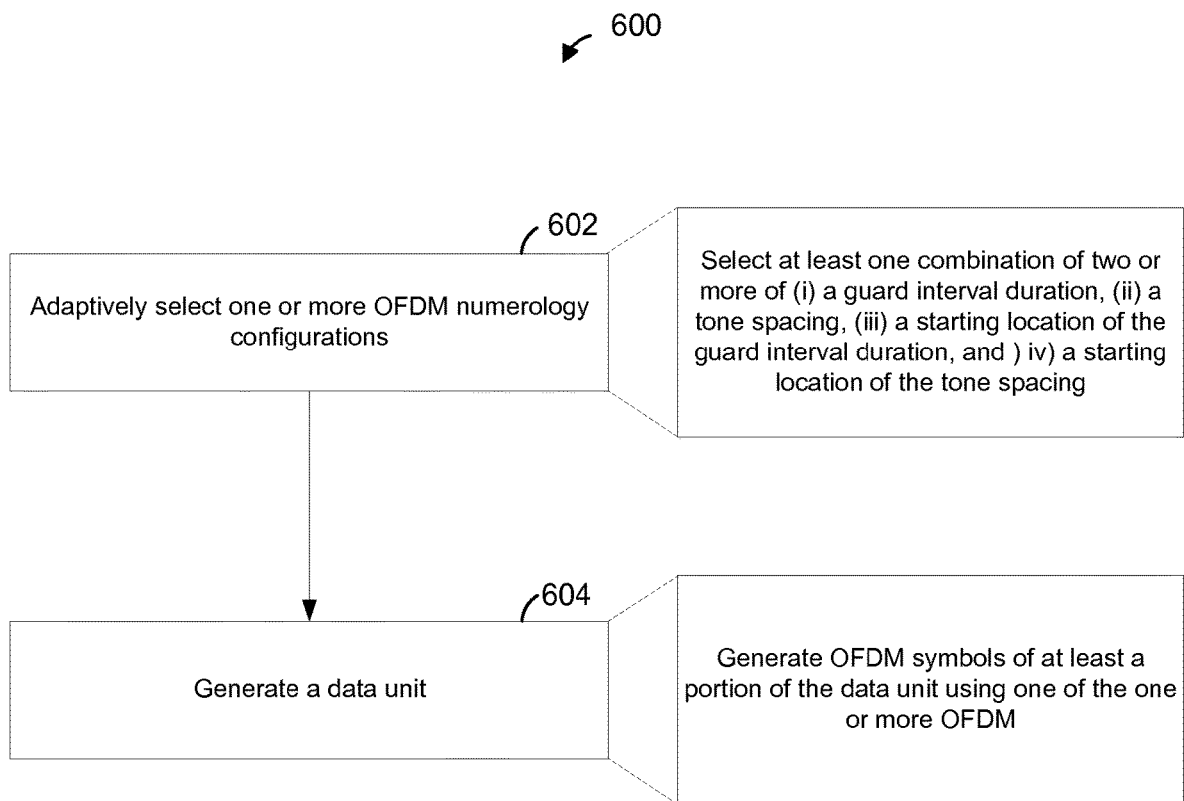 600
602
Adaptively select one or more OFDM numerology
configurations
Select at least one combination of two or
more of (i) a guard interval duration, (ii) a
tone spacing, (iii) a starting location of the
guard interval duration, and ) iv) a starting
location of the tone spacing
604
Generate a data unit
Generate OFDM symbols of at least a
portion of the data unit using one of the one
or more OFDM